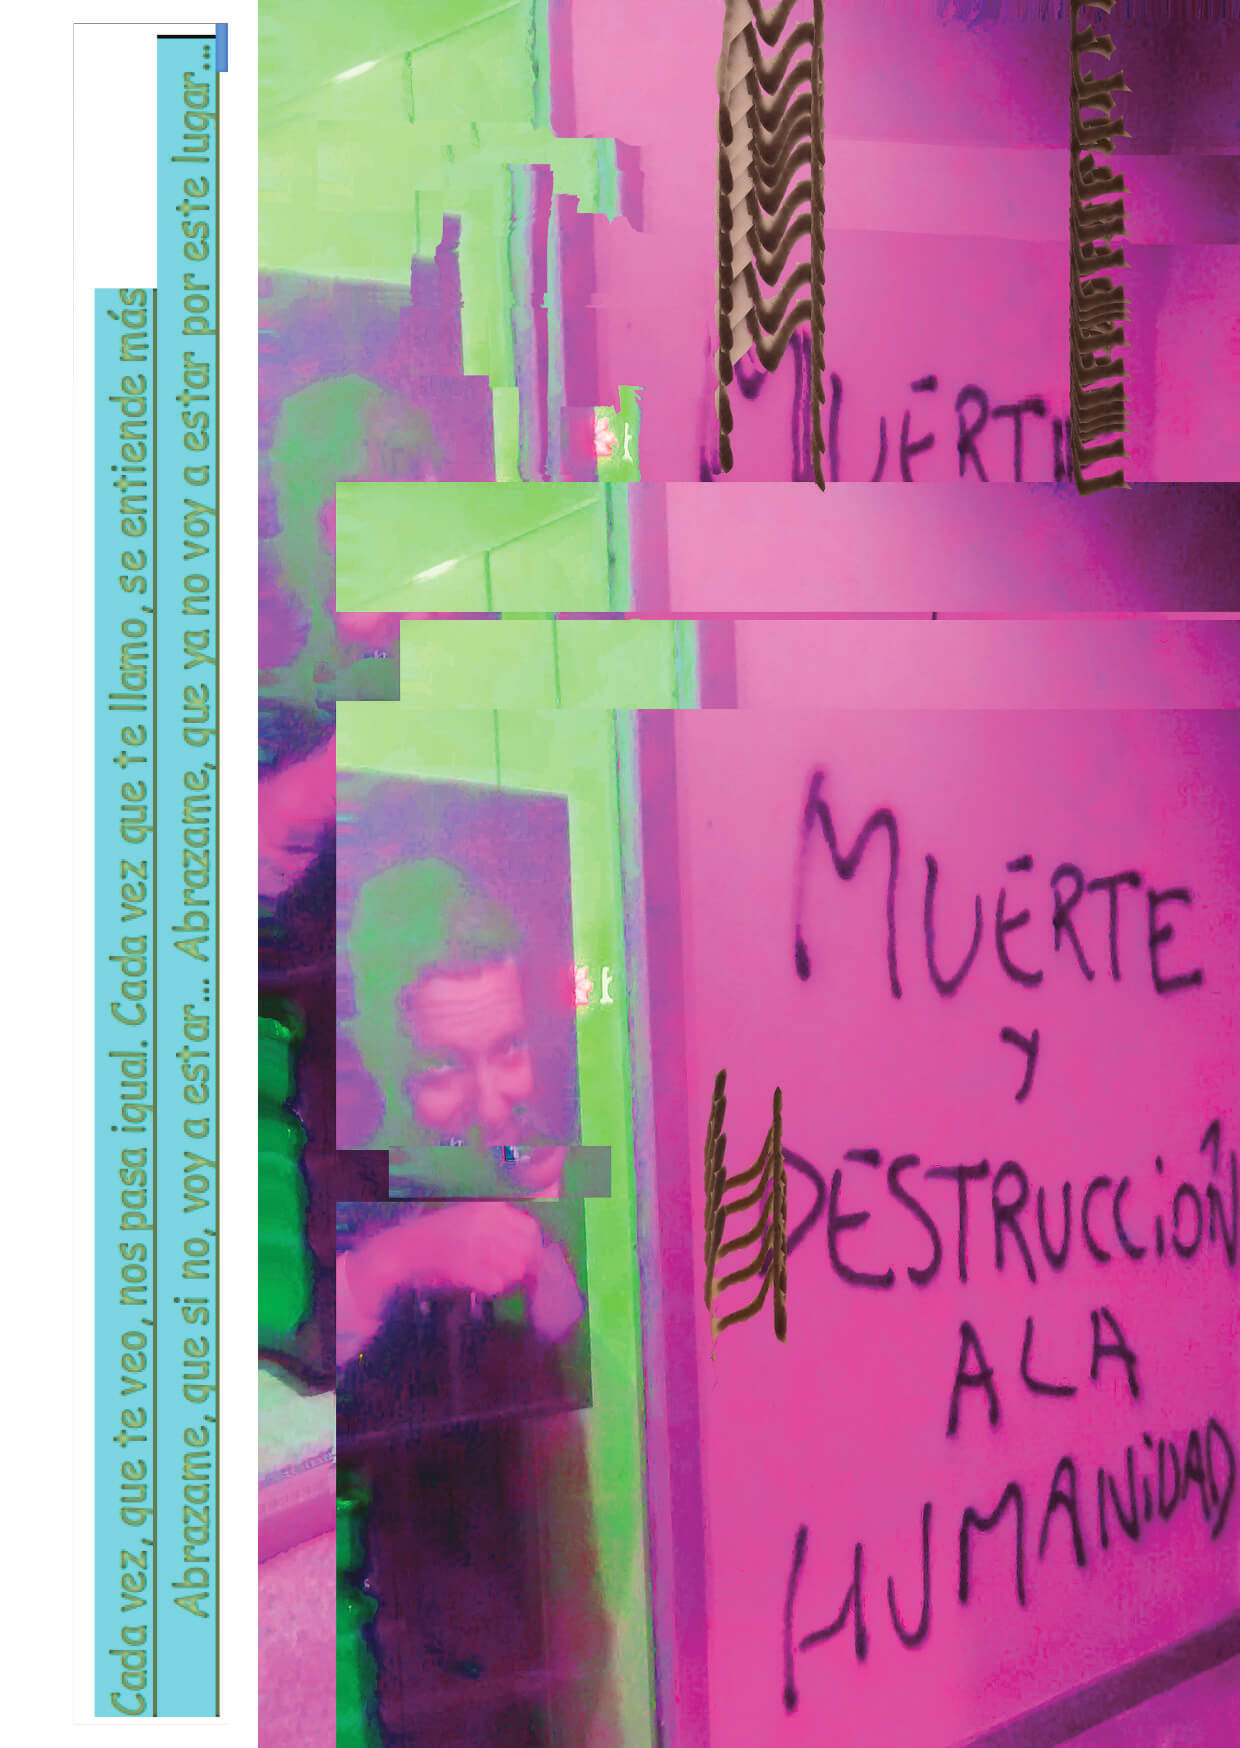 Cada vez, que te veo, nos pasa igual. Cada vez que te llamo, se entiende más
Abrazame, que si no, voy a estar... Abrazame, que ya no voy a estar por este lugar...
MUERT
MUERTE
Y
DESTRUCCIÓN
A LA
HUMANIDAD